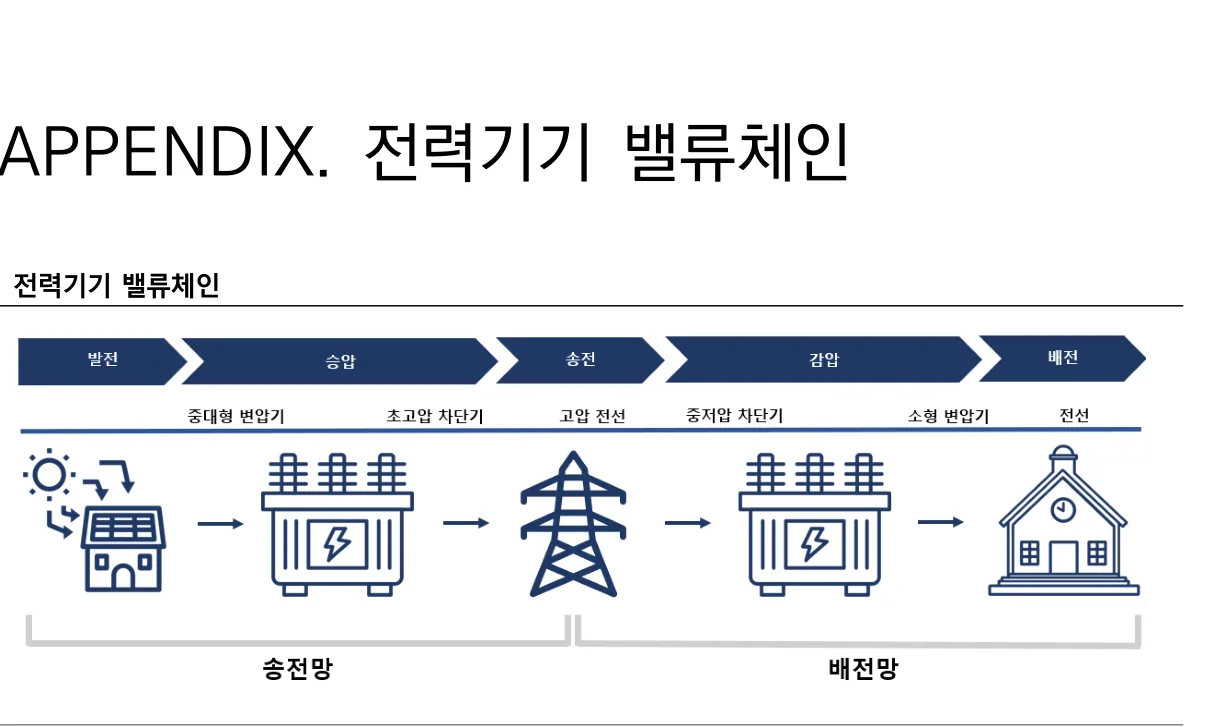 APPENDIX. 전력기기 밸류체인
전력기기 밸류체인
발전 승압 송전 감압 배전
중대형 변압기 초고압 차단기 고압 전선 중저압 차단기 소형 변압기 전선
송전망 배전망